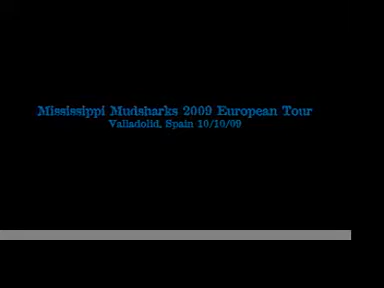 Mississippi Mudsharks 2009 European Tour
Valladolid, Spain 10/10/09